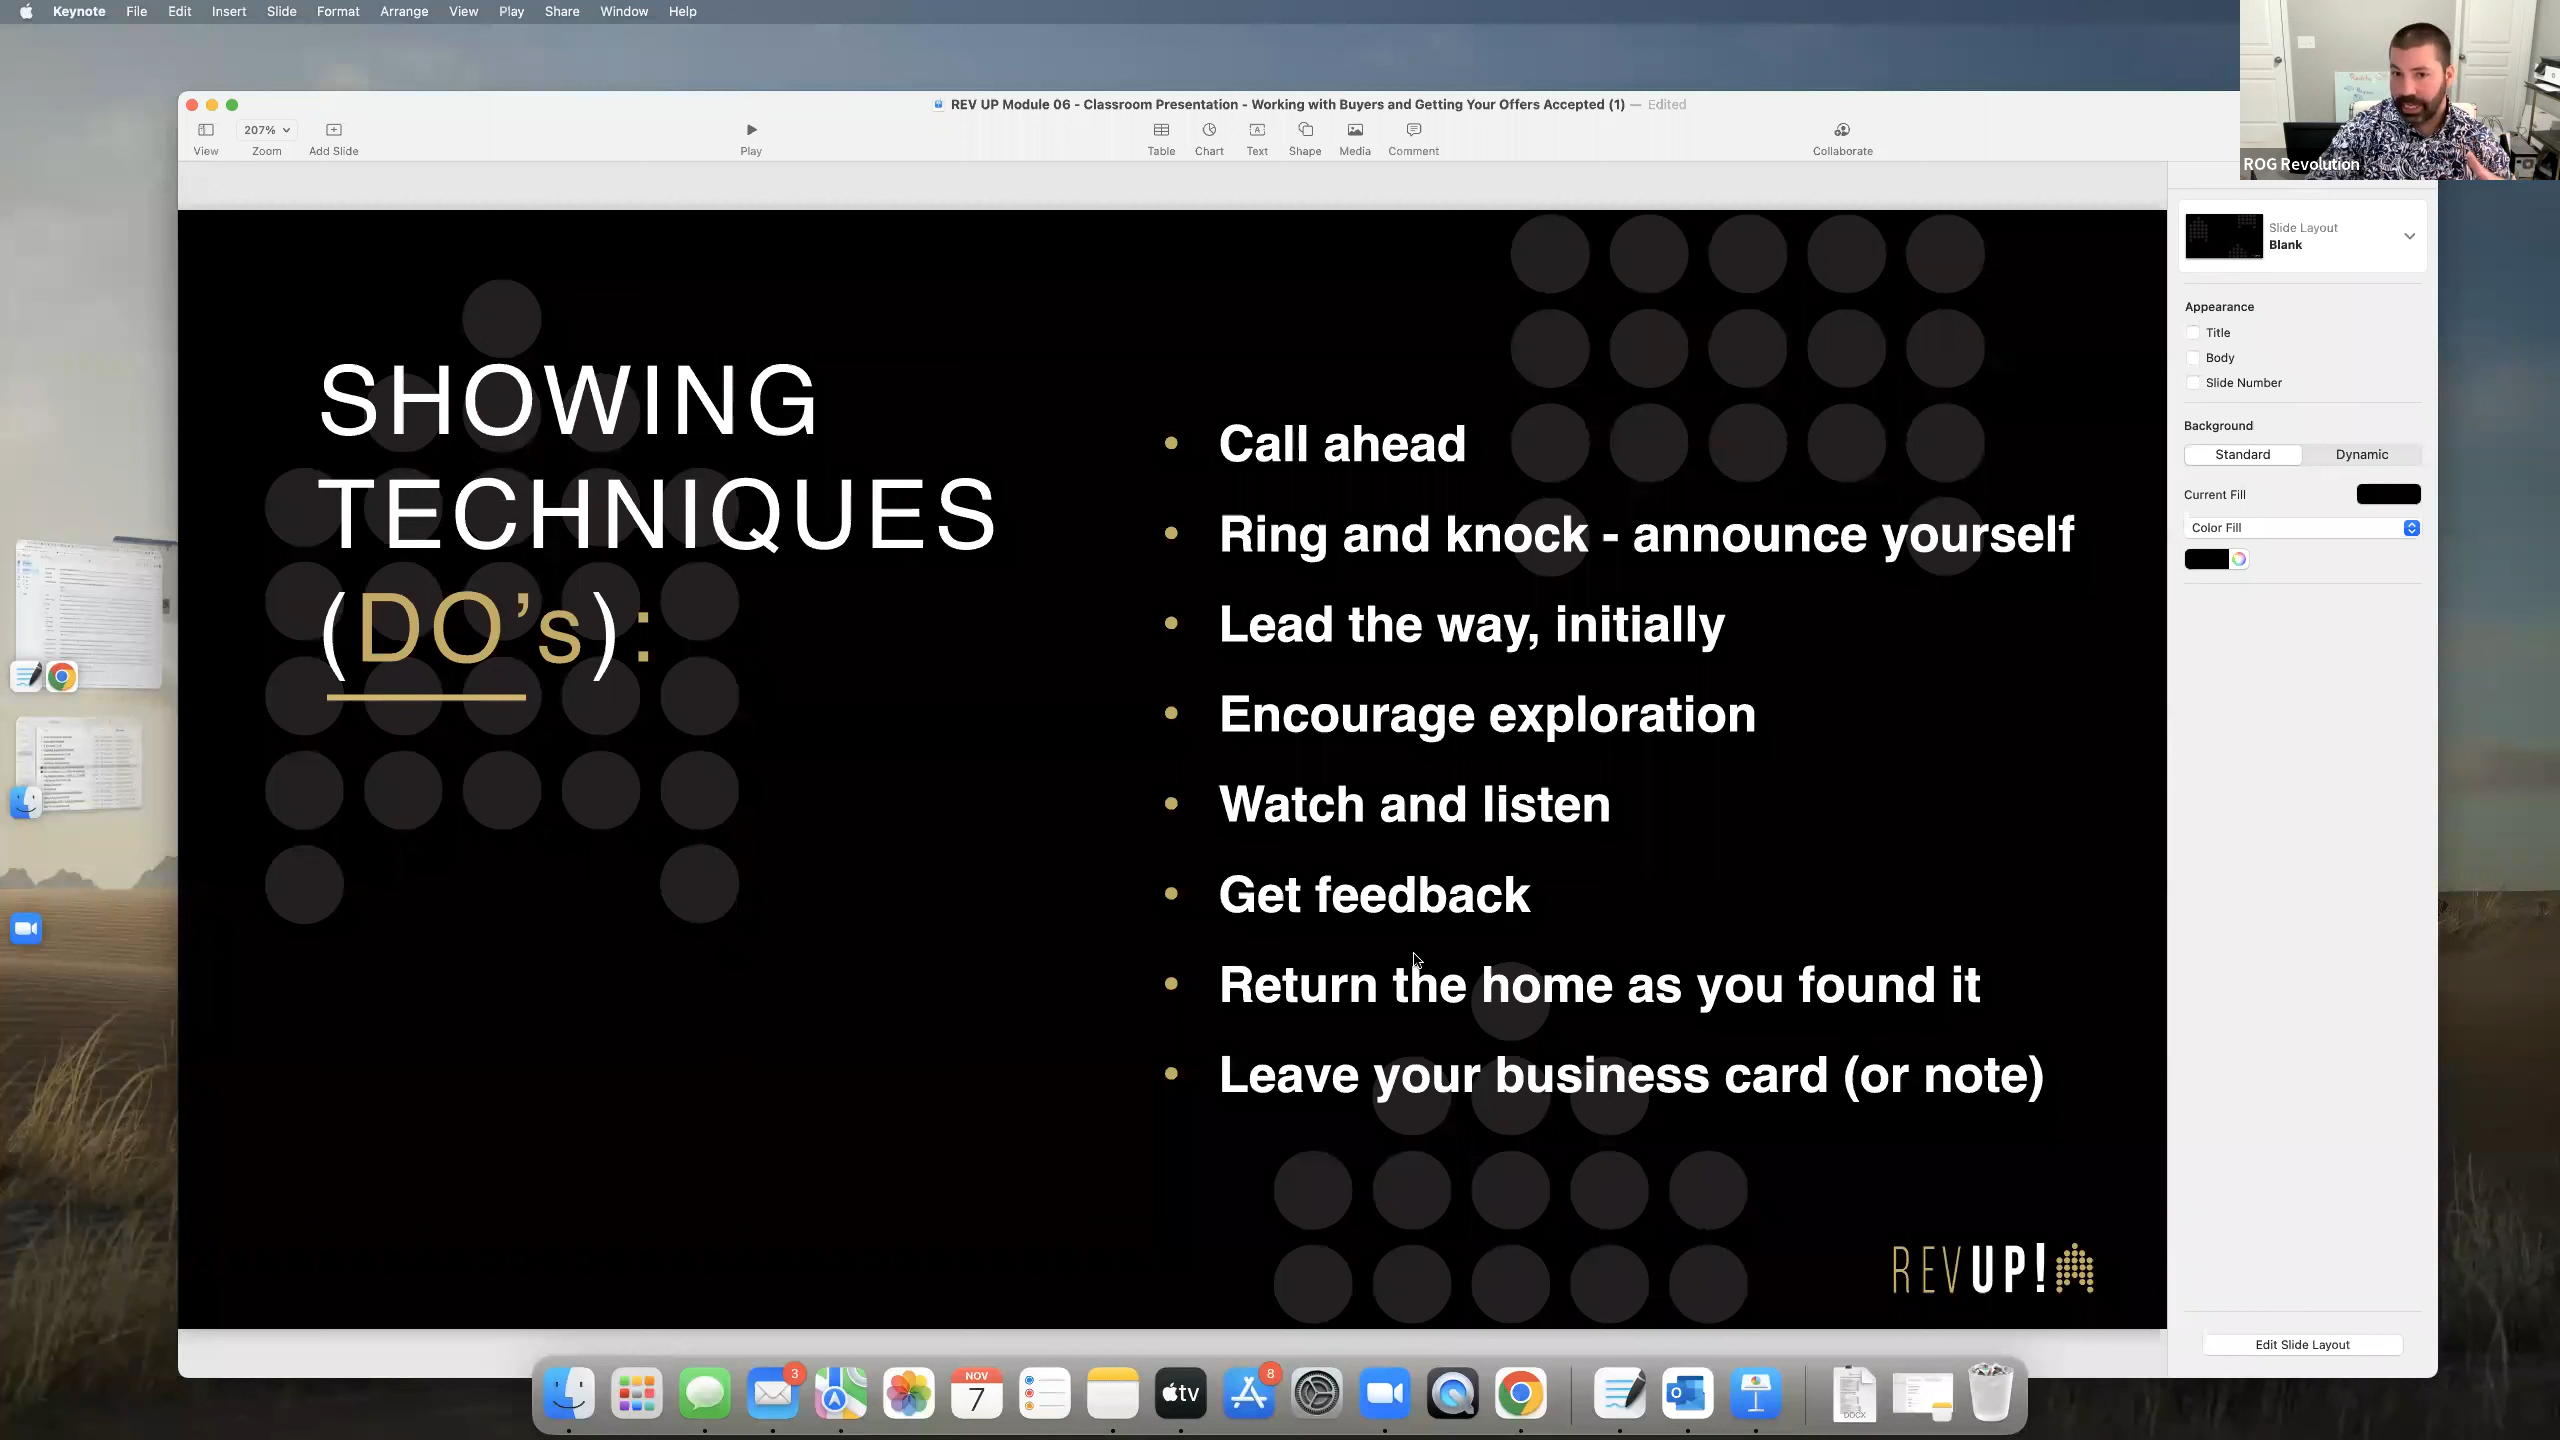 Keynote File Edit Insert Slide Format Arrange View Play Share Window Help
REV UP Module 06 - Classroom Presentation - Working with Buyers and Getting Your Offers Accepted (1) — Edited
207%
View Zoom Add Slide Play Table Chart Text Shape Media Comment Collaborate
ROG Revolution
SHOWING
TECHNIQUES
(DO’s):
• Call ahead
• Ring and knock - announce yourself
• Lead the way, initially
• Encourage exploration
• Watch and listen
• Get feedback
• Return the home as you found it
• Leave your business card (or note)
REVUP!
Slide Layout
Blank
Appearance
Title
Body
Slide Number
Background
Standard Dynamic
Current Fill
Color Fill
Edit Slide Layout
3
NOV
7
tv
8
DOCX